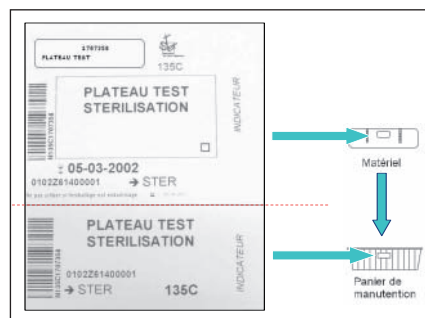 2707358
PLATEAU TEST
135C
INDICATEUR
PLATEAU TEST
STERILISATION
05-03-2002
0102Z61400001 → STER
PLATEAU TEST
STERILISATION
INDICATEUR
0102Z61400001
→ STER
135C
Matériel
Panier de
manutention